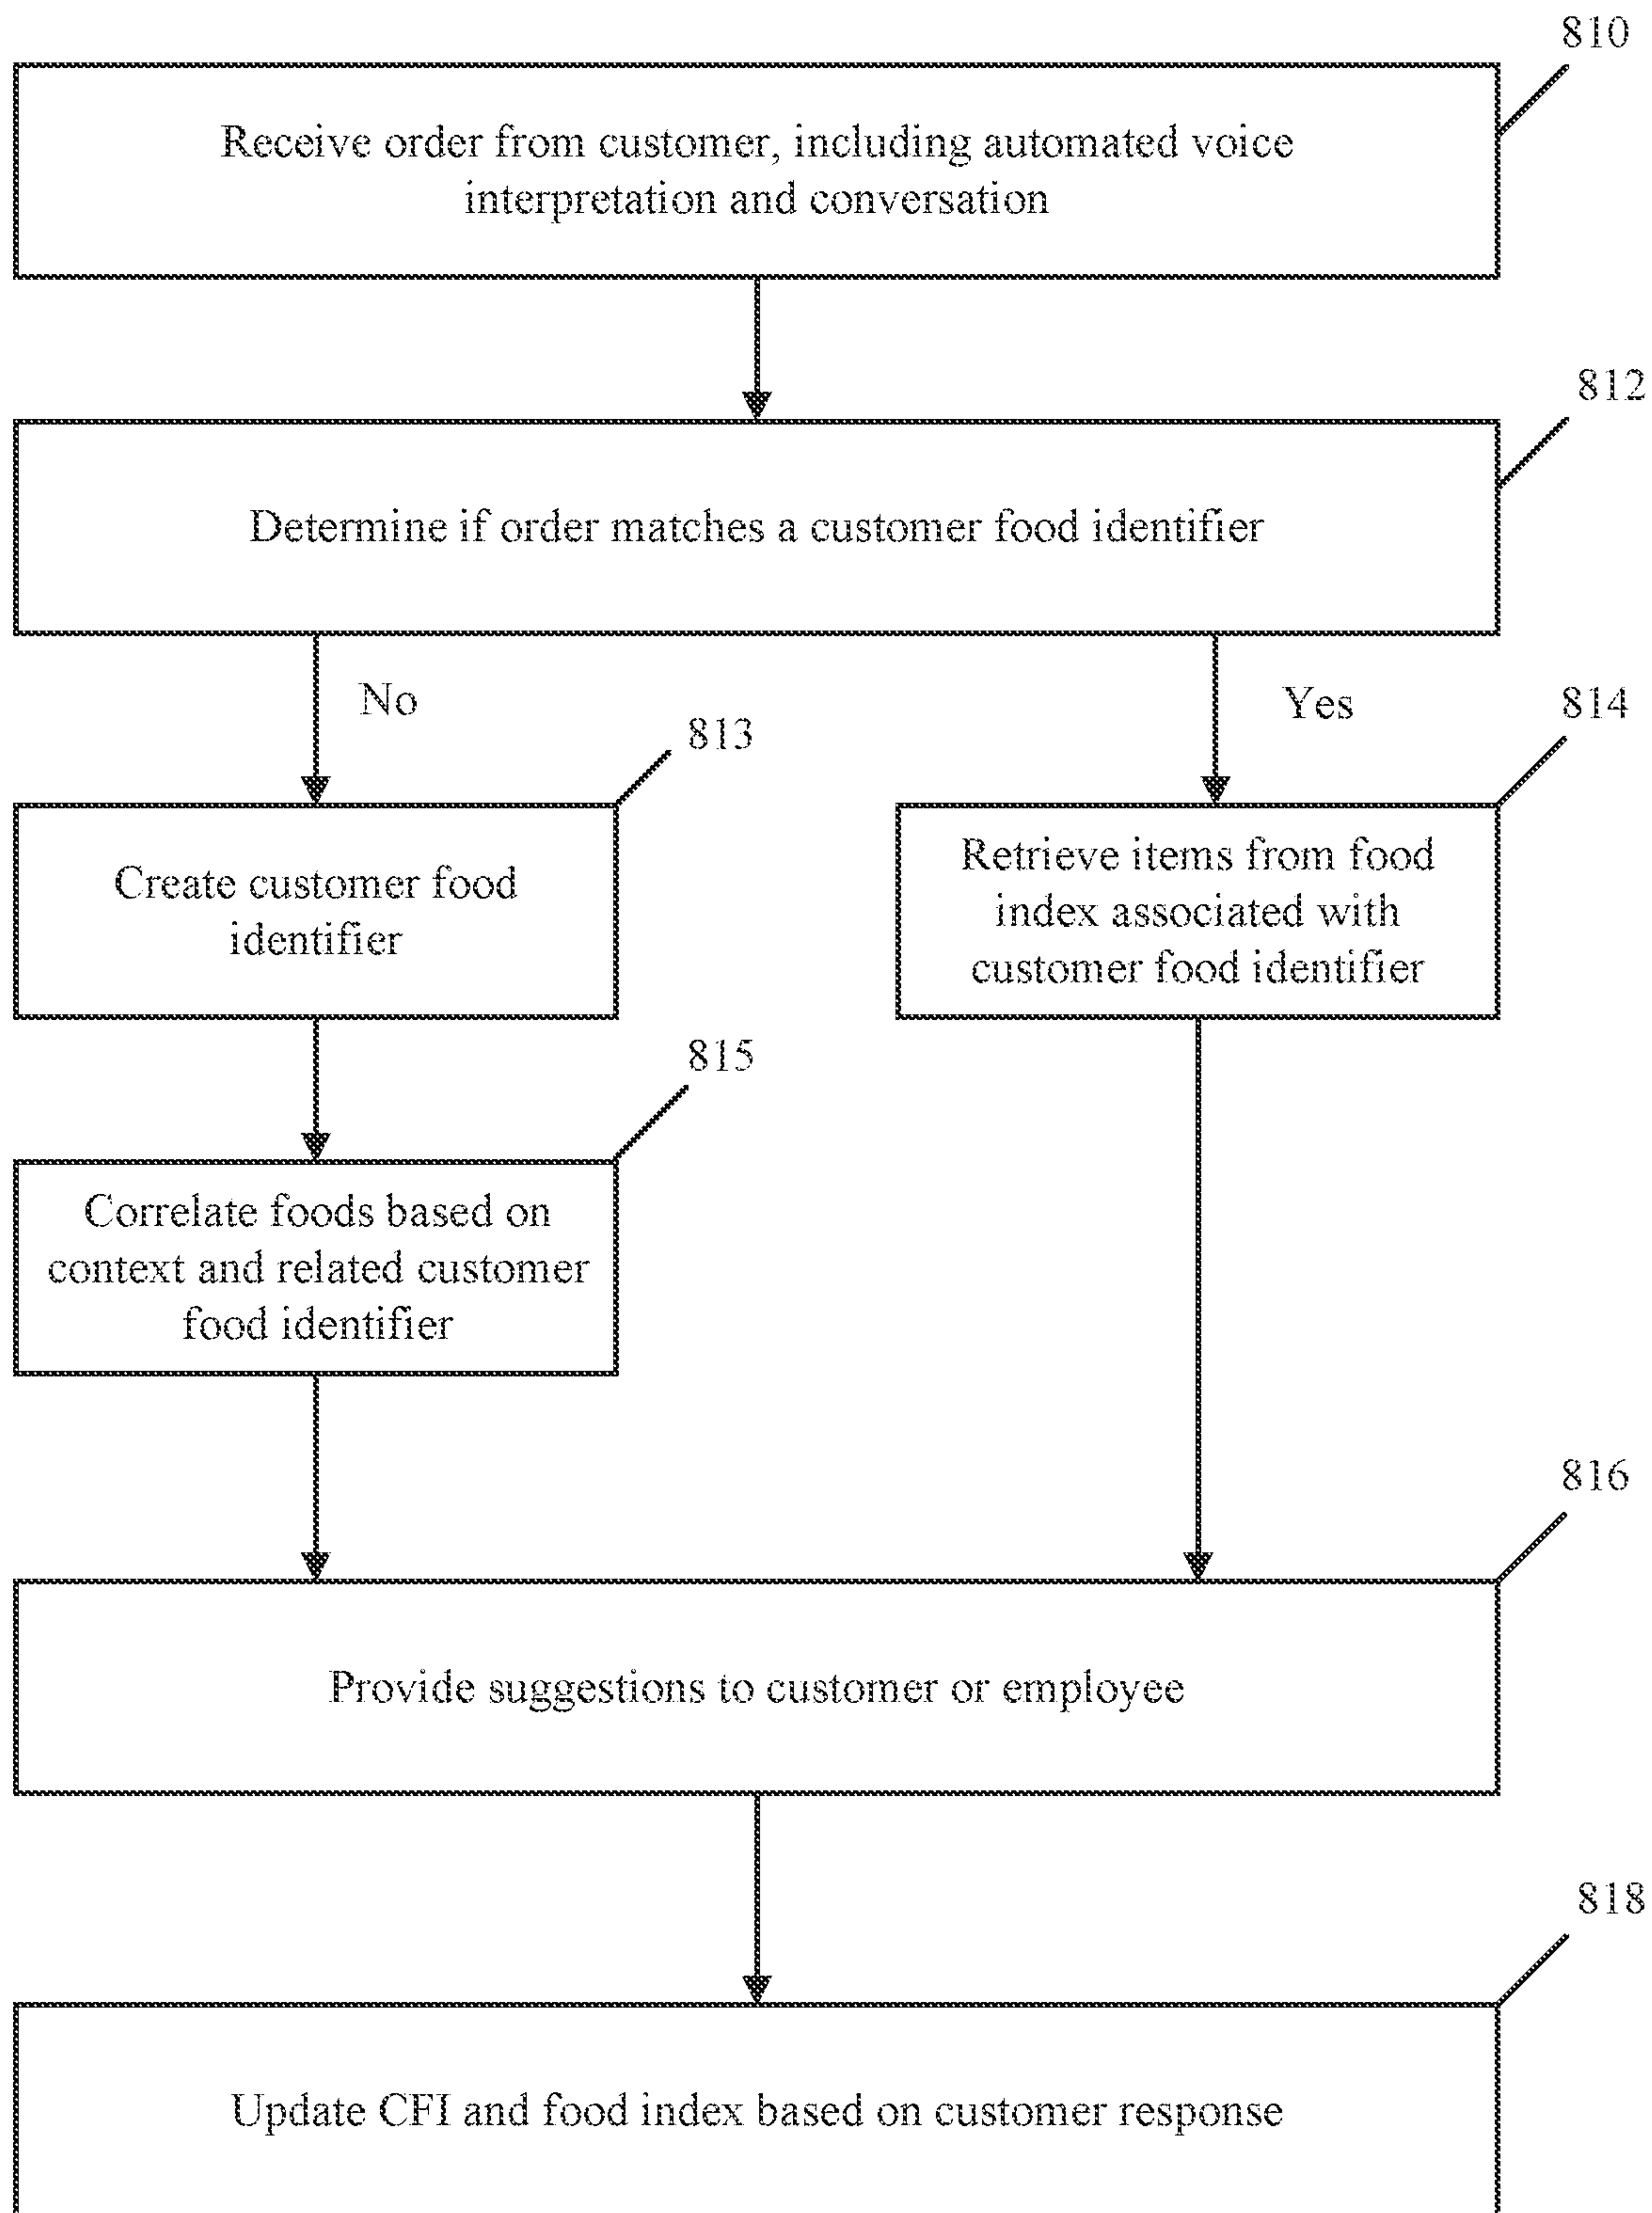 810
Receive order from customer, including automated voice
interpretation and conversation
812
Determine if order matches a customer food identifier
No
Yes
813
814
Create customer food
identifier
Retrieve items from food
index associated with
customer food identifier
815
Correlate foods based on
context and related customer
food identifier
816
Provide suggestions to customer or employee
818
Update CFI and food index based on customer response